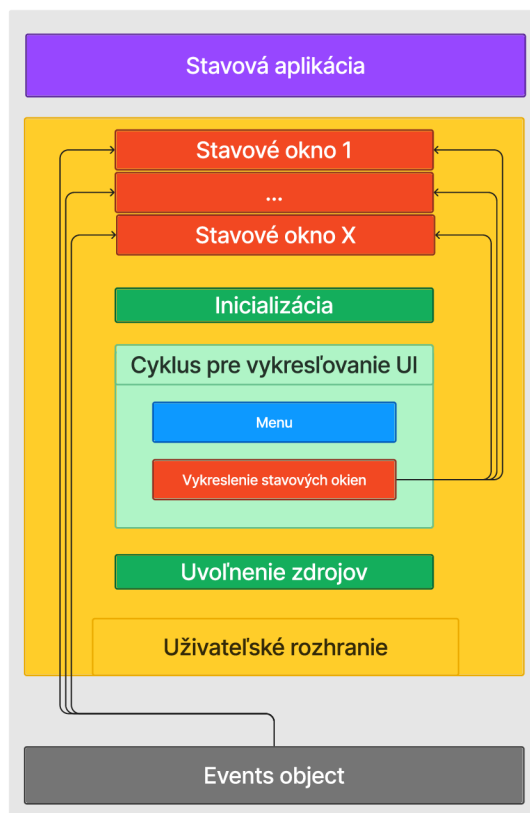 Stavová aplikácia
Stavové okno 1
...
Stavové okno X
Inicializácia
Cyklus pre vykresľovanie UI
Menu
Vykreslenie stavových okien
Uvoľnenie zdrojov
Uživateľské rozhranie
Events object